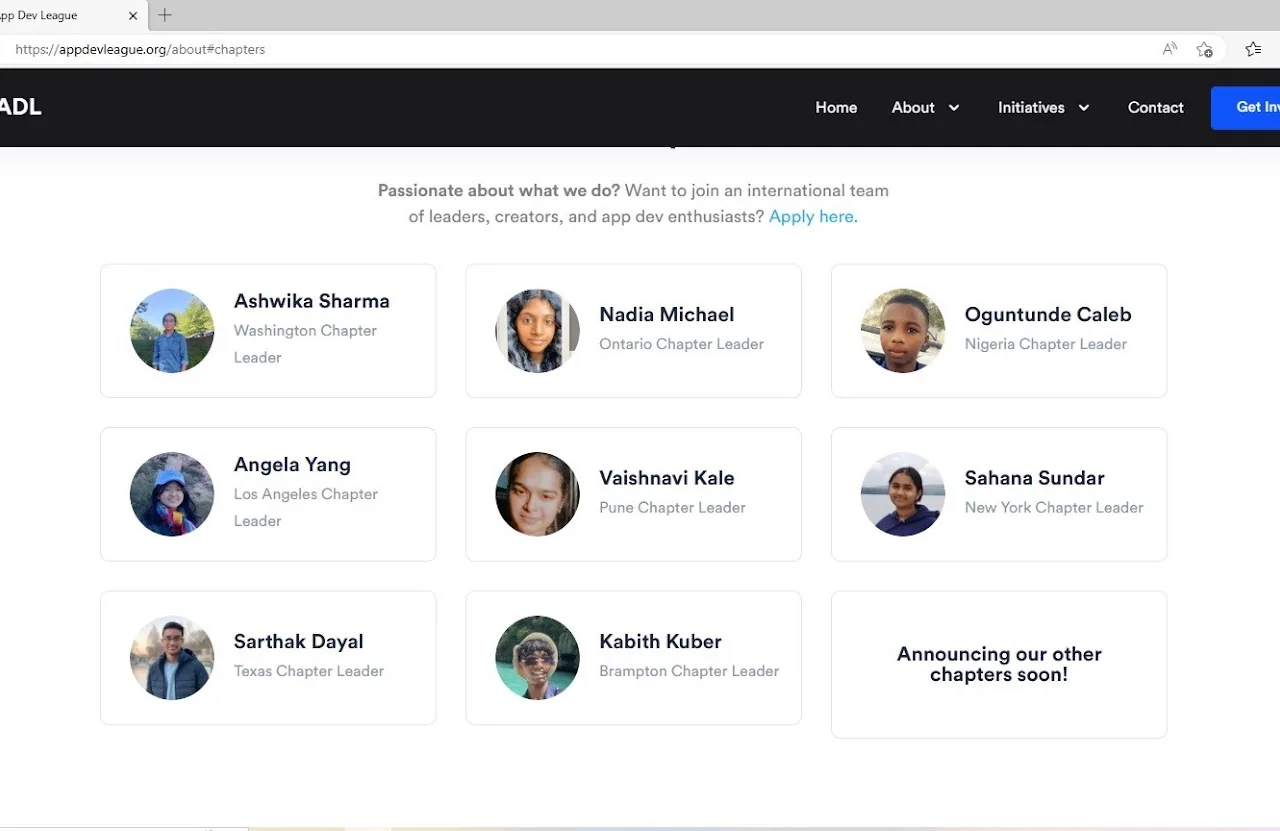 pp Dev League
https://appdevleague.org/about#chapters
ADL
Home
About
Initiatives
Contact
Get Inv
Passionate about what we do? Want to join an international team
of leaders, creators, and app dev enthusiasts? Apply here.
Ashwika Sharma
Washington Chapter
Leader
Nadia Michael
Ontario Chapter Leader
Oguntunde Caleb
Nigeria Chapter Leader
Angela Yang
Los Angeles Chapter
Leader
Vaishnavi Kale
Pune Chapter Leader
Sahana Sundar
New York Chapter Leader
Sarthak Dayal
Texas Chapter Leader
Kabith Kuber
Brampton Chapter Leader
Announcing our other
chapters soon!